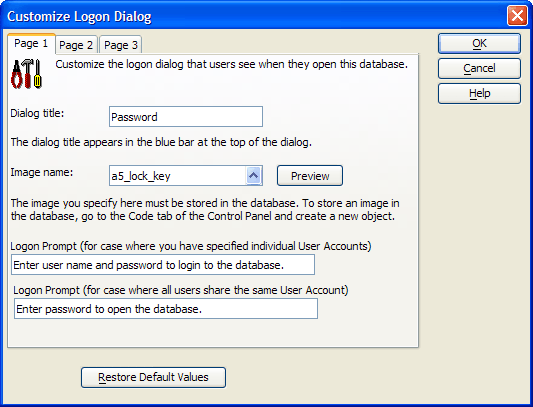 Customize Logon Dialog
Page 1 Page 2 Page 3
OK
Cancel
Help
Customize the logon dialog that users see when they open this database.
Dialog title: Password
The dialog title appears in the blue bar at the top of the dialog.
Image name: a5_lock_key Preview
The image you specify here must be stored in the database. To store an image in
the database, go to the Code tab of the Control Panel and create a new object.
Logon Prompt (for case where you have specified individual User Accounts)
Enter user name and password to login to the database.
Logon Prompt (for case where all users share the same User Account)
Enter password to open the database.
Restore Default Values